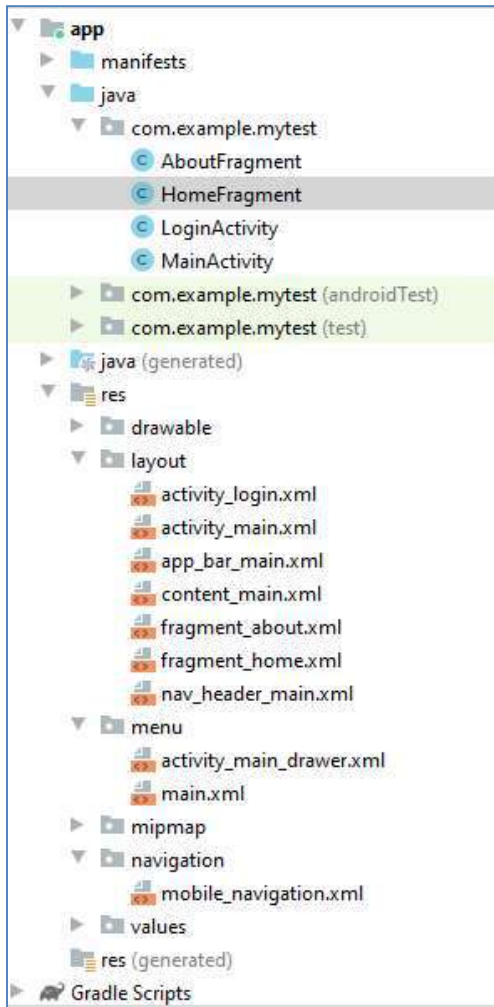 app
manifests
java
com.example.mytest
C AboutFragment
C HomeFragment
C LoginActivity
C MainActivity
com.example.mytest (androidTest)
com.example.mytest (test)
java (generated)
res
drawable
layout
activity_login.xml
activity_main.xml
app_bar_main.xml
content_main.xml
fragment_about.xml
fragment_home.xml
nav_header_main.xml
menu
activity_main_drawer.xml
main.xml
mipmap
navigation
mobile_navigation.xml
values
res (generated)
Gradle Scripts